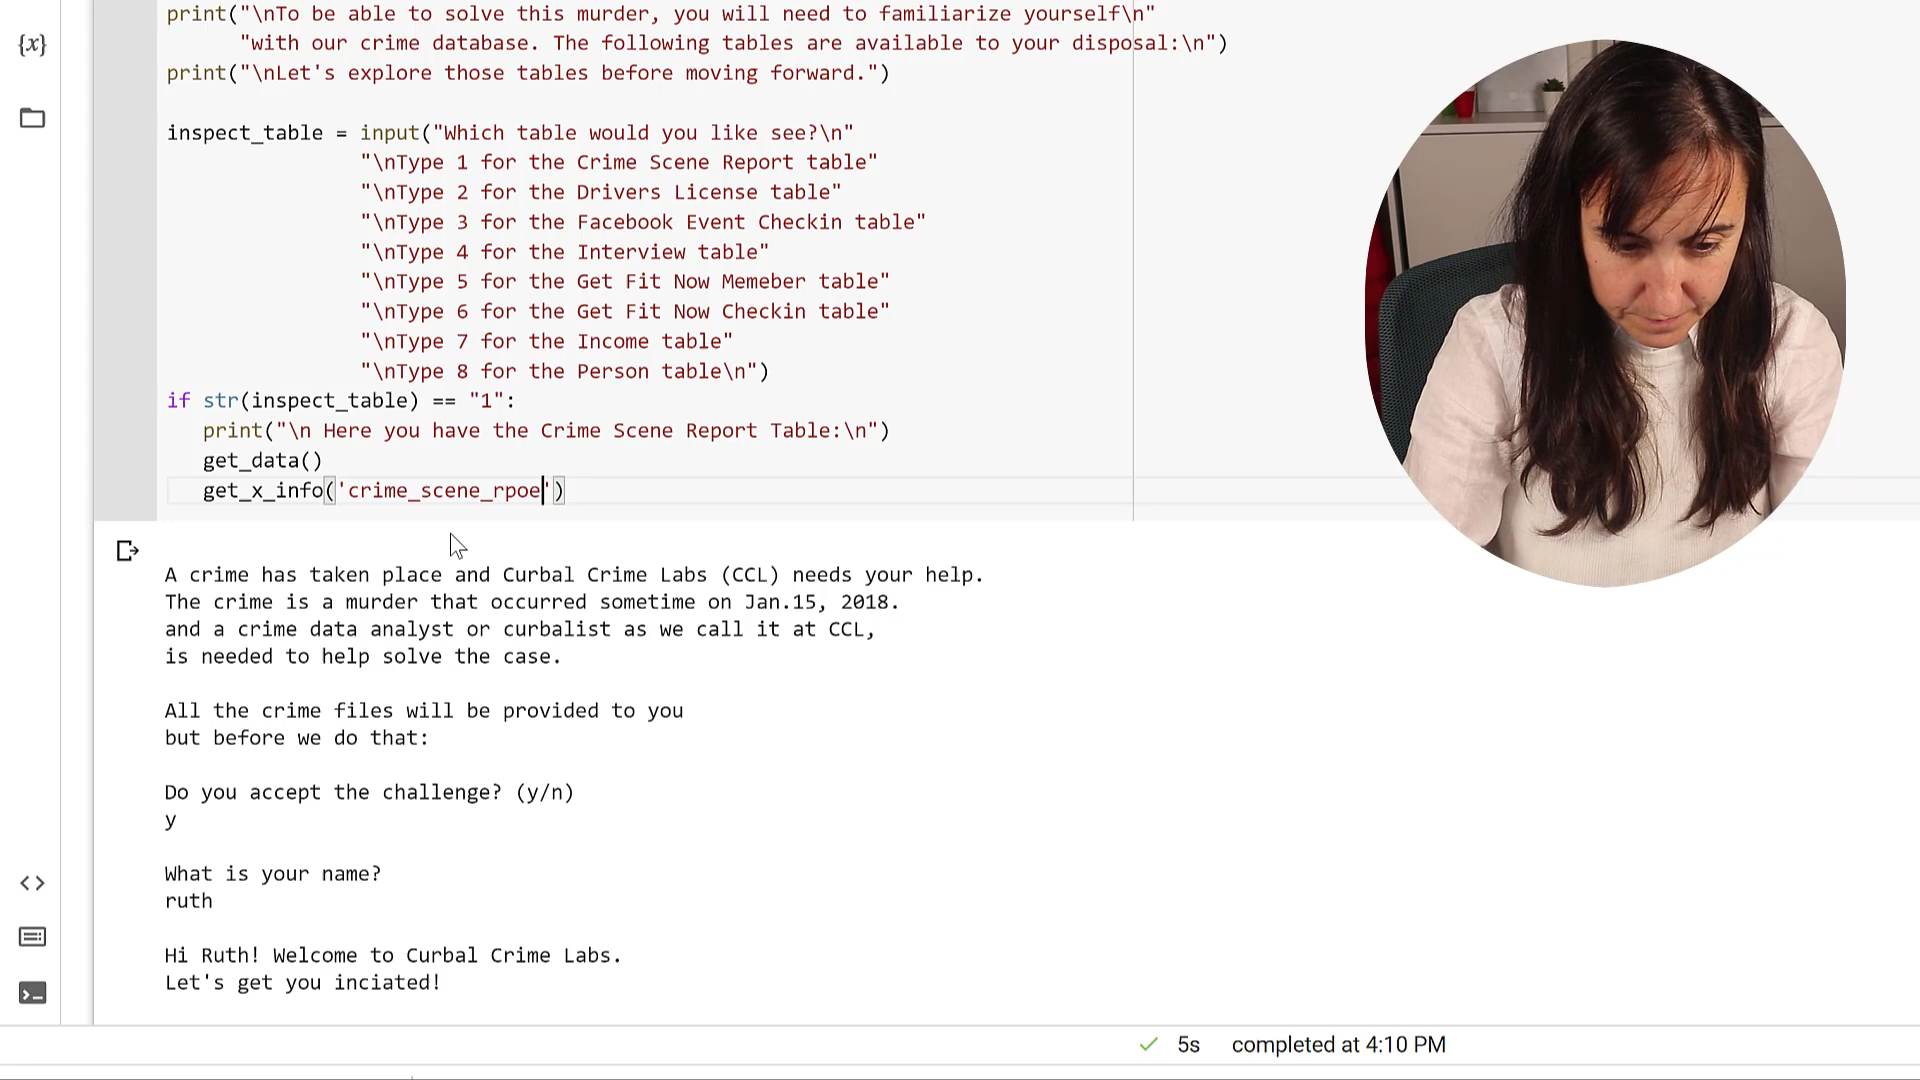 {x}
print("\nTo be able to solve this murder, you will need to familiarize yourself\n"
"with our crime database. The following tables are available to your disposal:\n")
print("\nLet's explore those tables before moving forward.")
inspect_table = input("Which table would you like see?\n"
"\nType 1 for the Crime Scene Report table"
"\nType 2 for the Drivers License table"
"\nType 3 for the Facebook Event Checkin table"
"\nType 4 for the Interview table"
"\nType 5 for the Get Fit Now Memeber table"
"\nType 6 for the Get Fit Now Checkin table"
"\nType 7 for the Income table"
"\nType 8 for the Person table\n")
if str(inspect_table) == "1":
print("\n Here you have the Crime Scene Report Table:\n")
get_data()
get_x_info('crime_scene_rpoe')
A crime has taken place and Curbal Crime Labs (CCL) needs your help.
The crime is a murder that occurred sometime on Jan.15, 2018.
and a crime data analyst or curbalist as we call it at CCL,
is needed to help solve the case.
All the crime files will be provided to you
but before we do that:
Do you accept the challenge? (y/n)
y
What is your name?
ruth
Hi Ruth! Welcome to Curbal Crime Labs.
Let's get you inciated!
5s completed at 4:10 PM